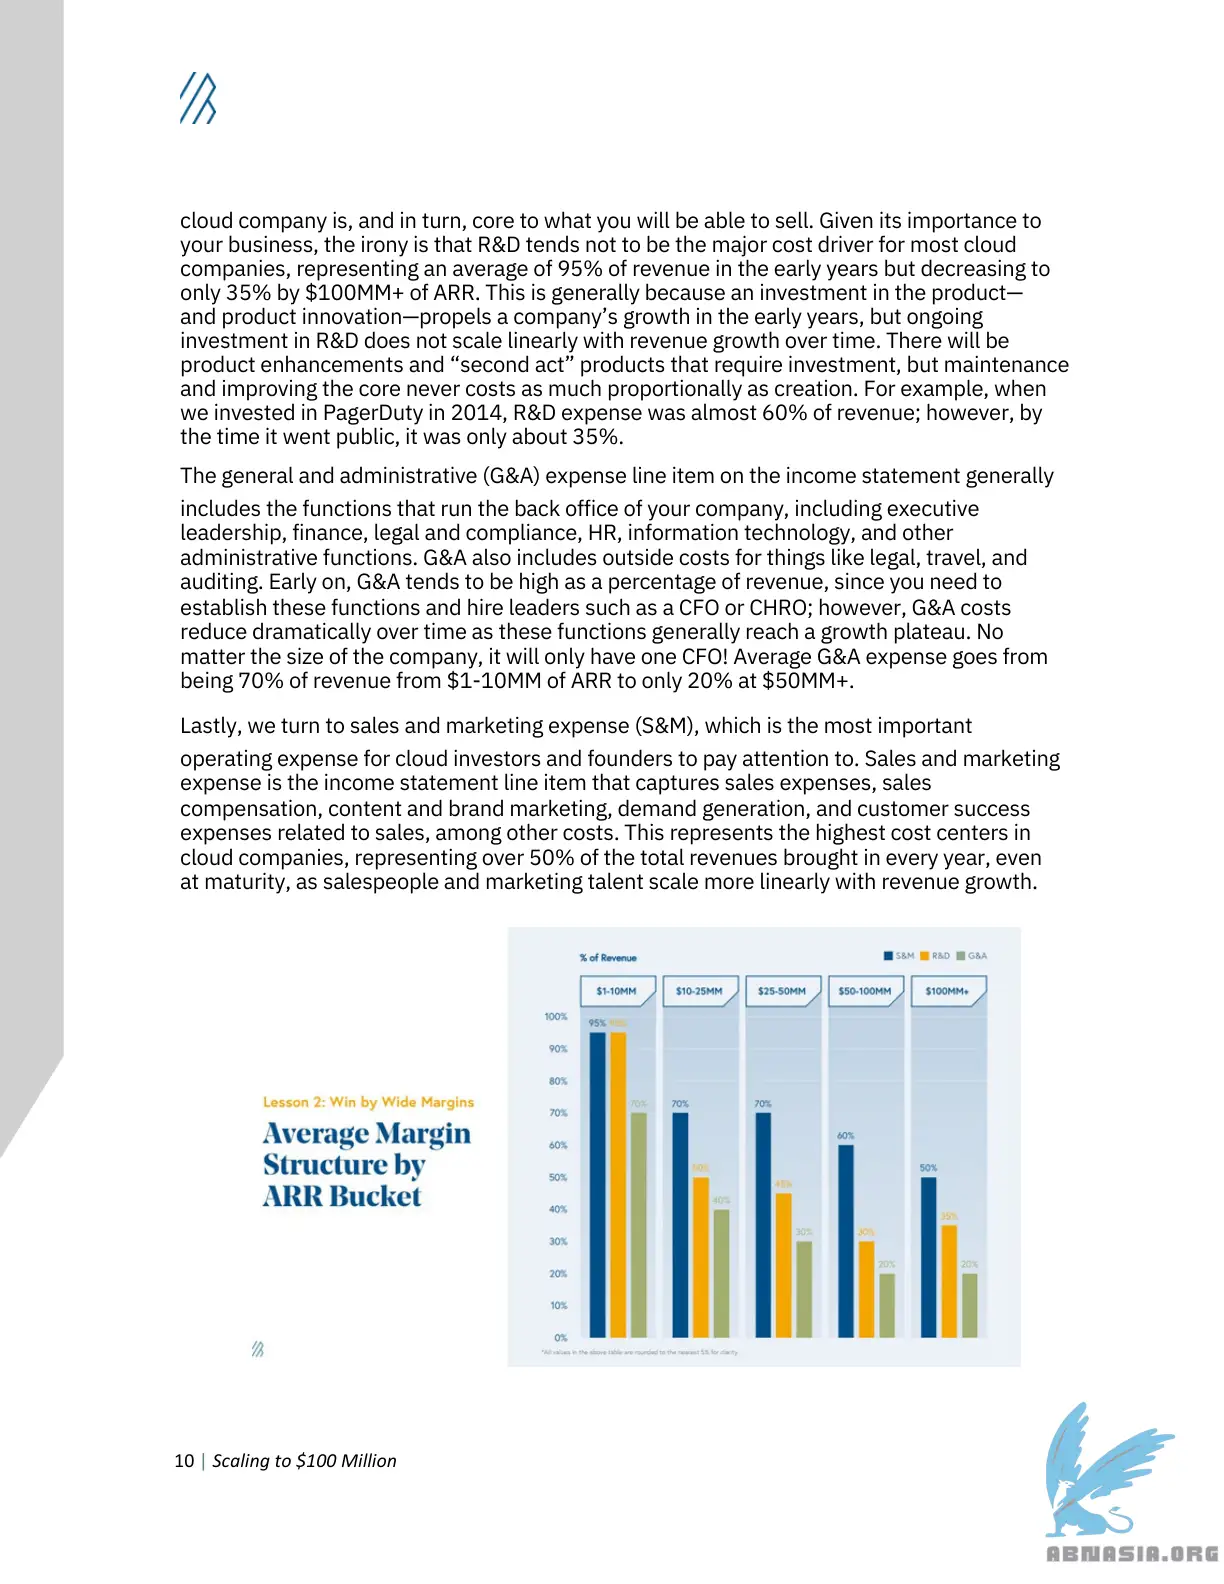 cloud company is, and in turn, core to what you will be able to sell. Given its importance to
your business, the irony is that R&D tends not to be the major cost driver for most cloud
companies, representing an average of 95% of revenue in the early years but decreasing to
only 35% by $100MM+ of ARR. This is generally because an investment in the product—
and product innovation—propels a company’s growth in the early years, but ongoing
investment in R&D does not scale linearly with revenue growth over time. There will be
product enhancements and “second act” products that require investment, but maintenance
and improving the core never costs as much proportionally as creation. For example, when
we invested in PagerDuty in 2014, R&D expense was almost 60% of revenue; however, by
the time it went public, it was only about 35%.
The general and administrative (G&A) expense line item on the income statement generally
includes the functions that run the back office of your company, including executive
leadership, finance, legal and compliance, HR, information technology, and other
administrative functions. G&A also includes outside costs for things like legal, travel, and
auditing. Early on, G&A tends to be high as a percentage of revenue, since you need to
establish these functions and hire leaders such as a CFO or CHRO; however, G&A costs
reduce dramatically over time as these functions generally reach a growth plateau. No
matter the size of the company, it will only have one CFO! Average G&A expense goes from
being 70% of revenue from $1-10MM of ARR to only 20% at $50MM+.
Lastly, we turn to sales and marketing expense (S&M), which is the most important
operating expense for cloud investors and founders to pay attention to. Sales and marketing
expense is the income statement line item that captures sales expenses, sales
compensation, content and brand marketing, demand generation, and customer success
expenses related to sales, among other costs. This represents the highest cost centers in
cloud companies, representing over 50% of the total revenues brought in every year, even
at maturity, as salespeople and marketing talent scale more linearly with revenue growth.
Lesson 2: Win by Wide Margins
Average Margin
Structure by
ARR Bucket
% of Revenue
S&M R&D G&A
$1-10MM $10-25MM $25-50MM $50-100MM $100MM+
100%
90%
80%
70%
60%
50%
40%
30%
20%
10%
0%
95% 95% 70%
70% 50% 40%
70% 45% 30%
60% 30% 20%
50% 35% 20%
*All values in the above table are rounded to the nearest 5% for clarity
10 | Scaling to $100 Million
ABNASIA.ORG